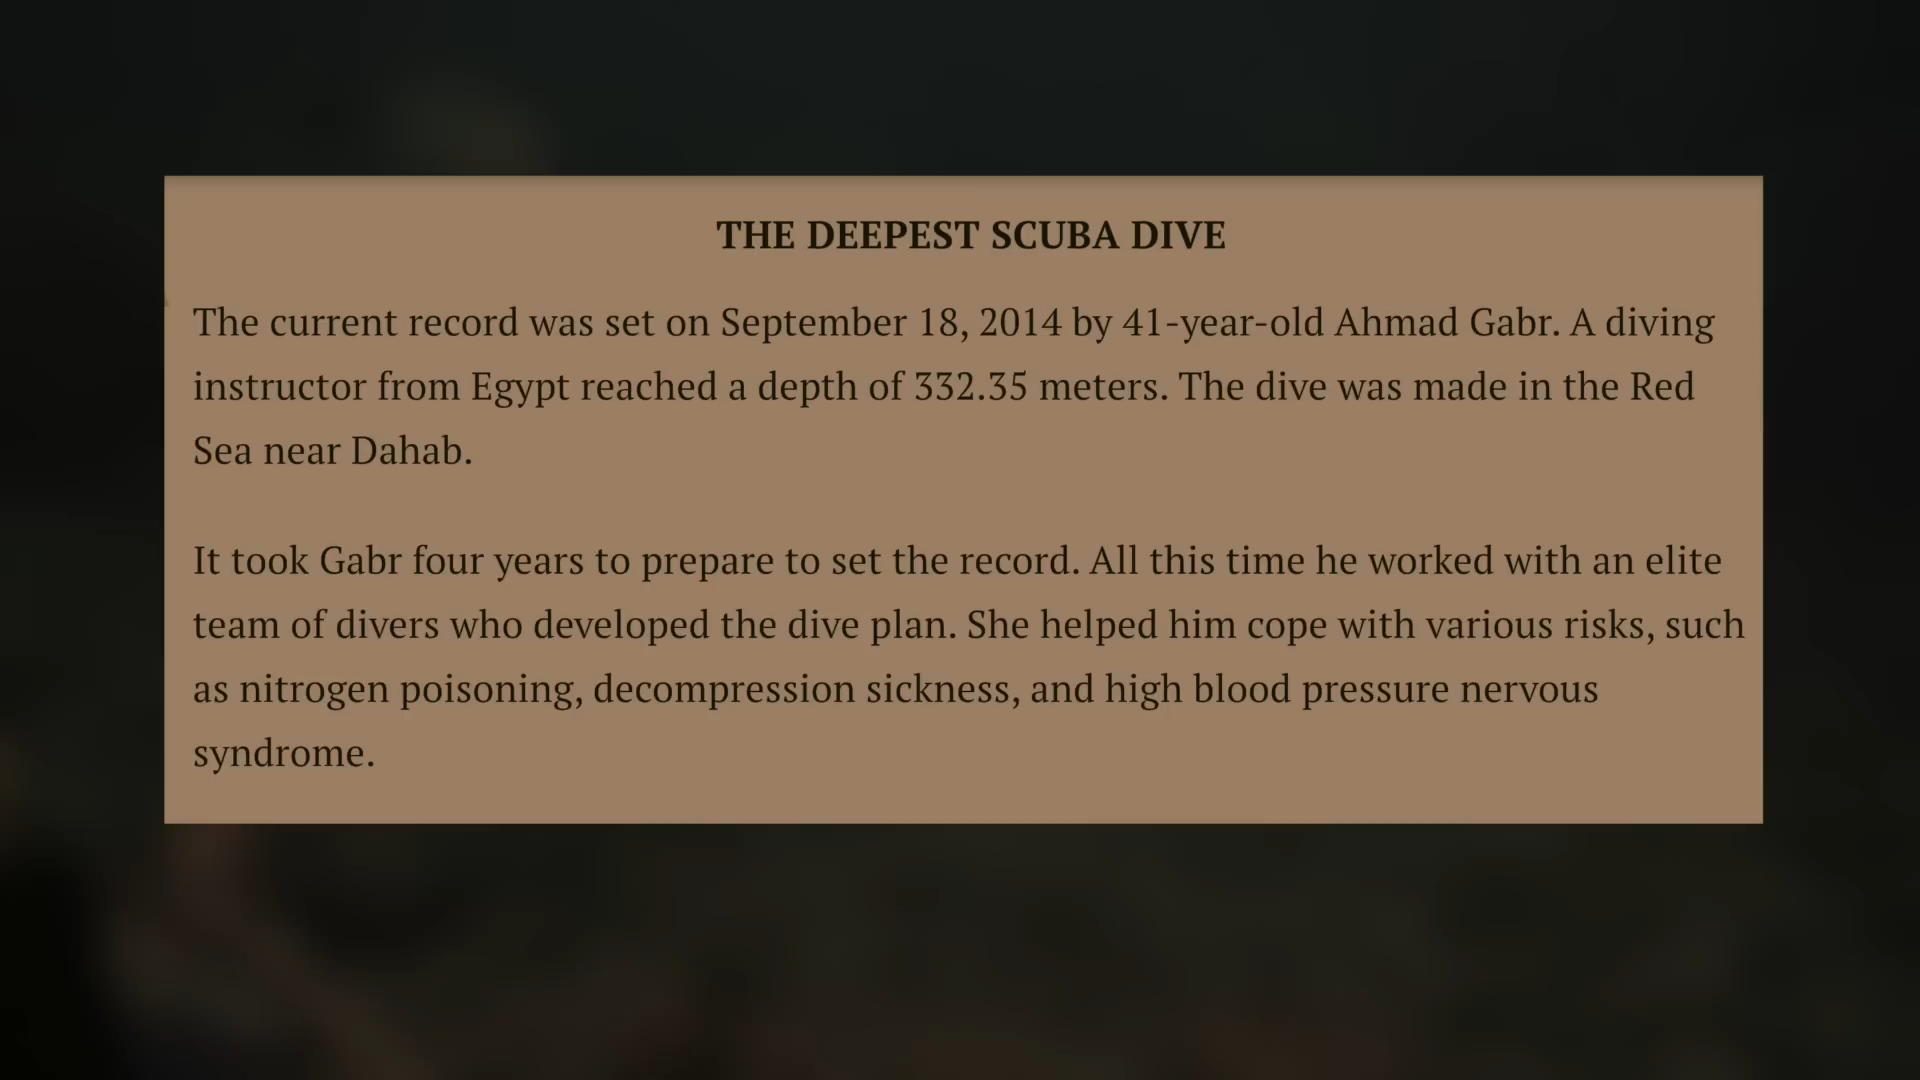 THE DEEPEST SCUBA DIVE
The current record was set on September 18, 2014 by 41-year-old Ahmad Gabr. A diving
instructor from Egypt reached a depth of 332.35 meters. The dive was made in the Red
Sea near Dahab.
It took Gabr four years to prepare to set the record. All this time he worked with an elite
team of divers who developed the dive plan. She helped him cope with various risks, such
as nitrogen poisoning, decompression sickness, and high blood pressure nervous
syndrome.